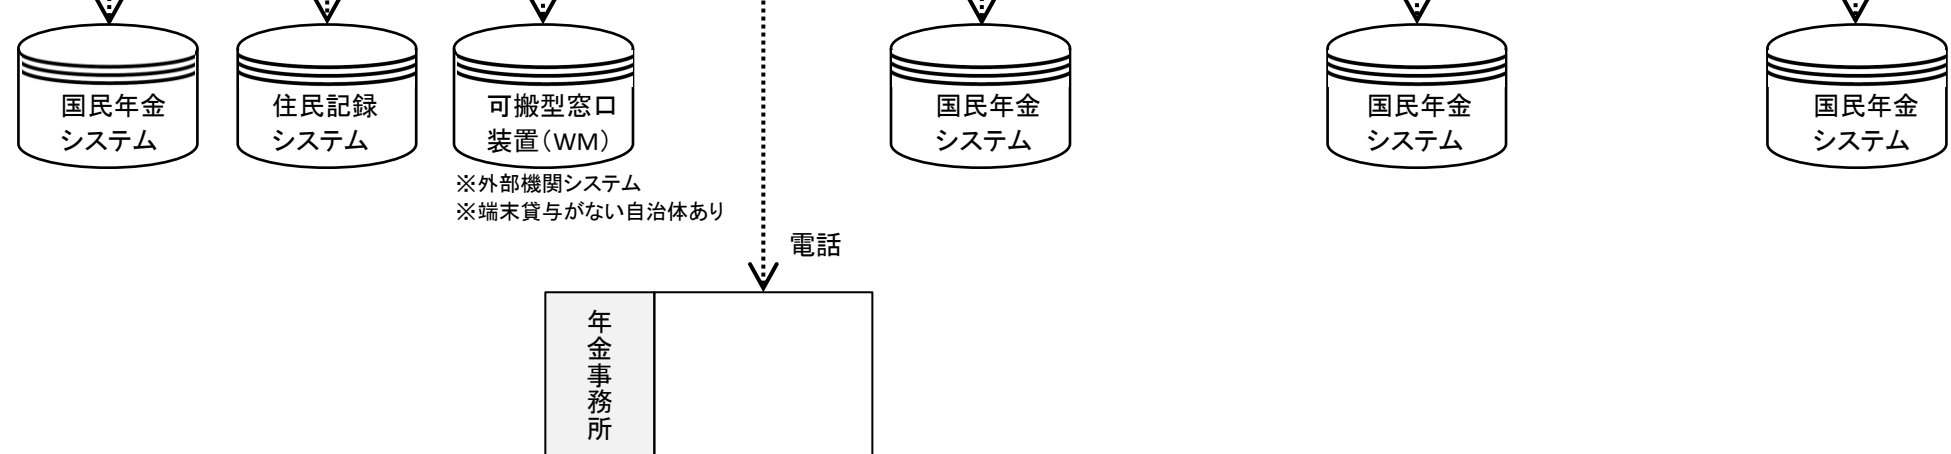 国民年金
システム
住民記録
システム
可搬型窓口
装置（WM）
国民年金
システム
国民年金
システム
国民年金
システム
※外部機関システム
※端末貸与がない自治体あり
電話
年金事務所